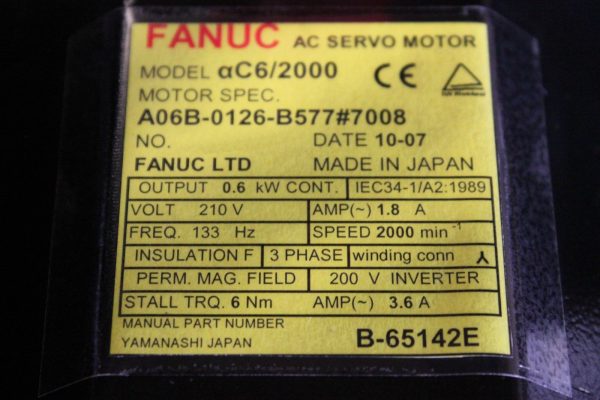 FANUC AC SERVO MOTOR
MODEL αC6/2000 CE
MOTOR SPEC.
A06B-0126-B577#7008
NO. DATE 10-07
FANUC LTD MADE IN JAPAN
OUTPUT 0.6 kW CONT. IEC34-1/A2:1989
VOLT 210 V AMP(~) 1.8 A
FREQ. 133 Hz SPEED 2000 min⁻¹
INSULATION F 3 PHASE winding conn
PERM. MAG. FIELD 200 V INVERTER
STALL TRQ. 6 Nm AMP(~) 3.6 A
MANUAL PART NUMBER
YAMANASHI JAPAN B-65142E